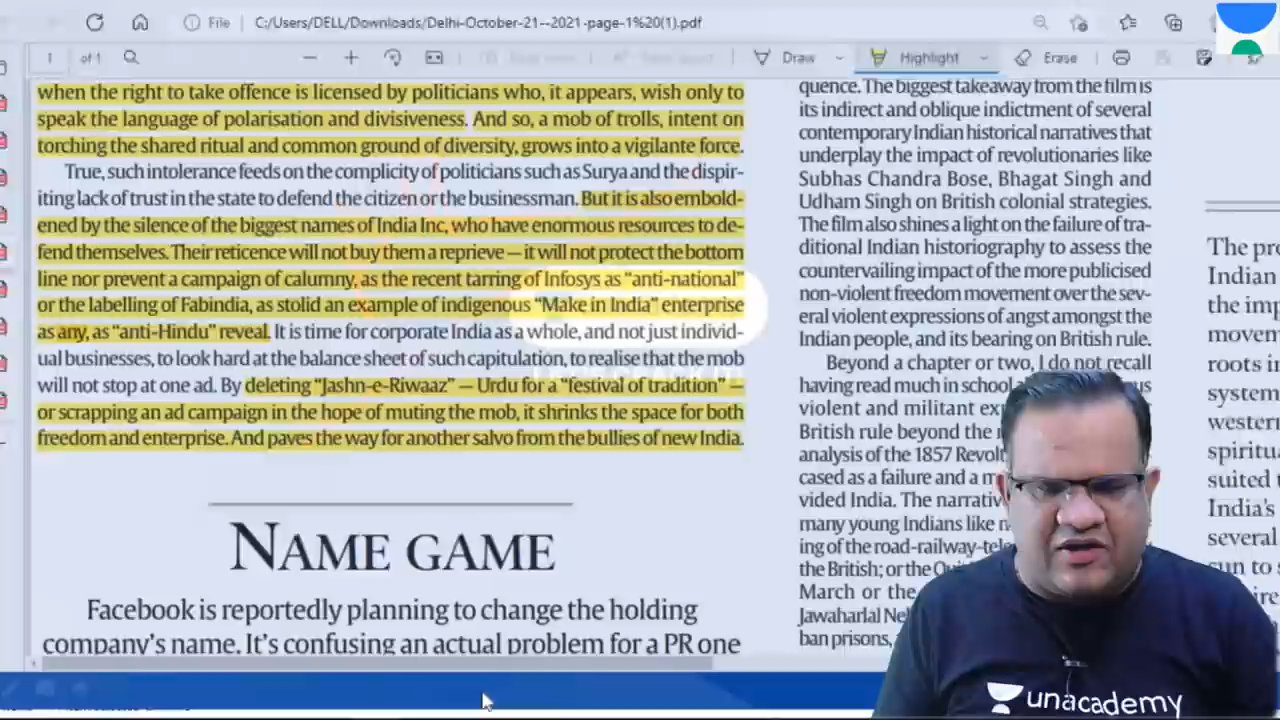 File
C:/Users/DELL/Downloads/Delhi-October-21--2021-page-1%20(1).pdf
1 of 1
Draw
Highlight
Erase
when the right to take offence is licensed by politicians who, it appears, wish only to
speak the language of polarisation and divisiveness. And so, a mob of trolls, intent on
torching the shared ritual and common ground of diversity, grows into a vigilante force.
True, such intolerance feeds on the complicity of politicians such as Surya and the dispir-
iting lack of trust in the state to defend the citizen or the businessman. But it is also embold-
ened by the silence of the biggest names of India Inc, who have enormous resources to de-
fend themselves. Their reticence will not buy them a reprieve — it will not protect the bottom
line nor prevent a campaign of calumny, as the recent tarring of Infosys as “anti-national”
or the labelling of Fabindia, as stolid an example of indigenous “Make in India” enterprise
as any, as “anti-Hindu” reveal. It is time for corporate India as a whole, and not just individ-
ual businesses, to look hard at the balance sheet of such capitulation, to realise that the mob
will not stop at one ad. By deleting “Jashn-e-Riwaaz” — Urdu for a “festival of tradition” —
or scrapping an ad campaign in the hope of muting the mob, it shrinks the space for both
freedom and enterprise. And paves the way for another salvo from the bullies of new India.
NAME GAME
Facebook is reportedly planning to change the holding
company’s name. It’s confusing an actual problem for a PR one
quence. The biggest takeaway from the film is
its indirect and oblique indictment of several
contemporary Indian historical narratives that
underplay the impact of revolutionaries like
Subhas Chandra Bose, Bhagat Singh and
Udham Singh on British colonial strategies.
The film also shines a light on the failure of tra-
ditional Indian historiography to assess the
countervailing impact of the more publicised
non-violent freedom movement over the sev-
eral violent expressions of angst amongst the
Indian people, and its bearing on British rule.
Beyond a chapter or two, I do not recall
having read much in school
violent and militant
British rule beyond the
analysis of the 1857
cased as a failure and a
vided India. The
many young Indians like
ing of the
the British; or the
March or the
Jawaharlal
ban prisons,
The
Indian
the
roots
India's
several
unacademy